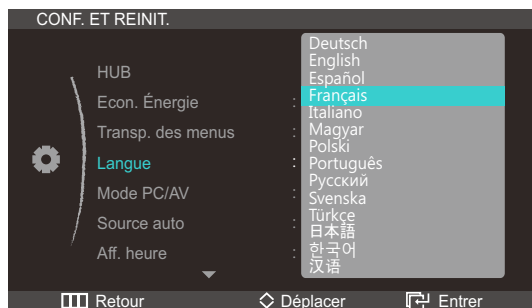 CONF. ET REINIT.
HUB
Econ. Énergie :
Transp. des menus :
Langue :
Mode PC/AV :
Source auto :
Aff. heure :
Deutsch
English
Español
Français
Italiano
Magyar
Polski
Português
Русский
Svenska
Türkçe
日本語
한국어
汉语
Retour Déplacer Entrer